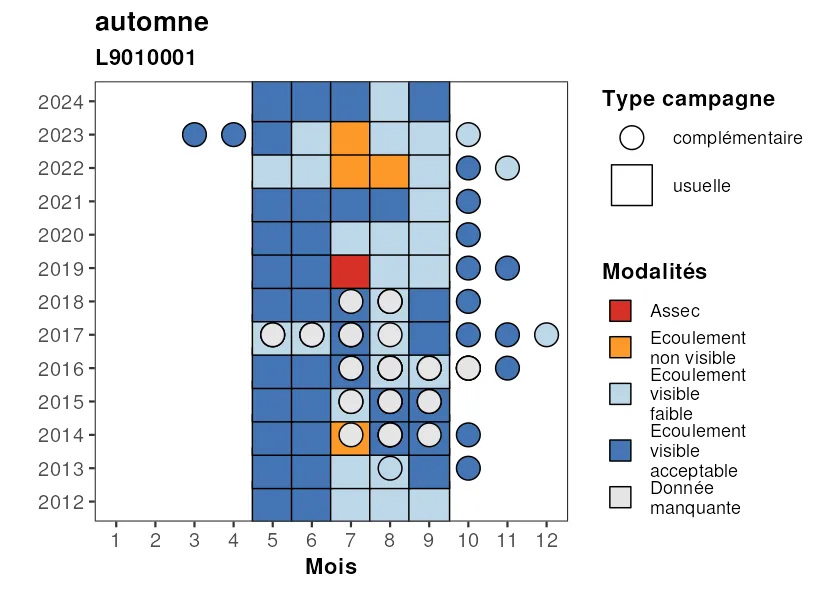 automne
L9010001
2024
2023
2022
2021
2020
2019
2018
2017
2016
2015
2014
2013
2012
1 2 3 4 5 6 7 8 9 10 11 12
Mois
Type campagne
complémentaire
usuelle
Modalités
Assec
Ecoulement
non visible
Ecoulement
visible
faible
Ecoulement
visible
acceptable
Donnée
manquante